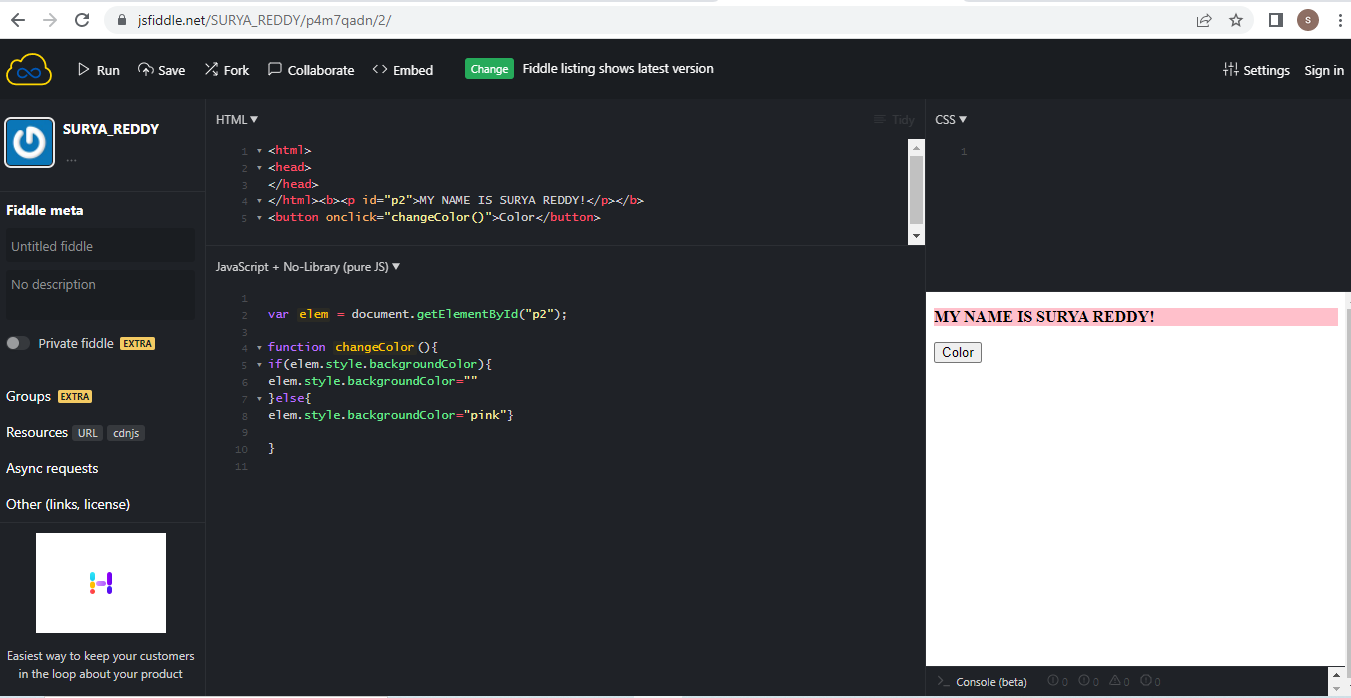 jsfiddle.net/SURYA_REDDY/p4m7qadn/2/
S
Run Save Fork Collaborate Embed Change Fiddle listing shows latest version Settings Sign in
SURYA_REDDY
...
Fiddle meta
Untitled fiddle
No description
Private fiddle EXTRA
Groups EXTRA
Resources URL cdnjs
Async requests
Other (links, license)
Easiest way to keep your customers
in the loop about your product
HTML ▼ Tidy
1 <html>
2 <head>
3 </head>
4 </html><b><p id="p2">MY NAME IS SURYA REDDY!</p></b>
5 <button onclick="changeColor()">Color</button>
JavaScript + No-Library (pure JS) ▼
1
2 var elem = document.getElementById("p2");
3
4 function changeColor(){
5 if(elem.style.backgroundColor){
6 elem.style.backgroundColor=""
7 }else{
8 elem.style.backgroundColor="pink"}
9
10 }
11
CSS ▼
1
MY NAME IS SURYA REDDY!
Color
>_ Console (beta) 0 0 0 0